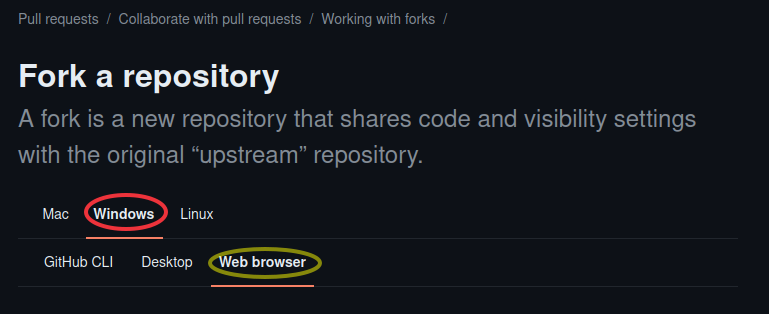 Pull requests / Collaborate with pull requests / Working with forks /
Fork a repository
A fork is a new repository that shares code and visibility settings
with the original “upstream” repository.
Mac Windows Linux
GitHub CLI Desktop Web browser